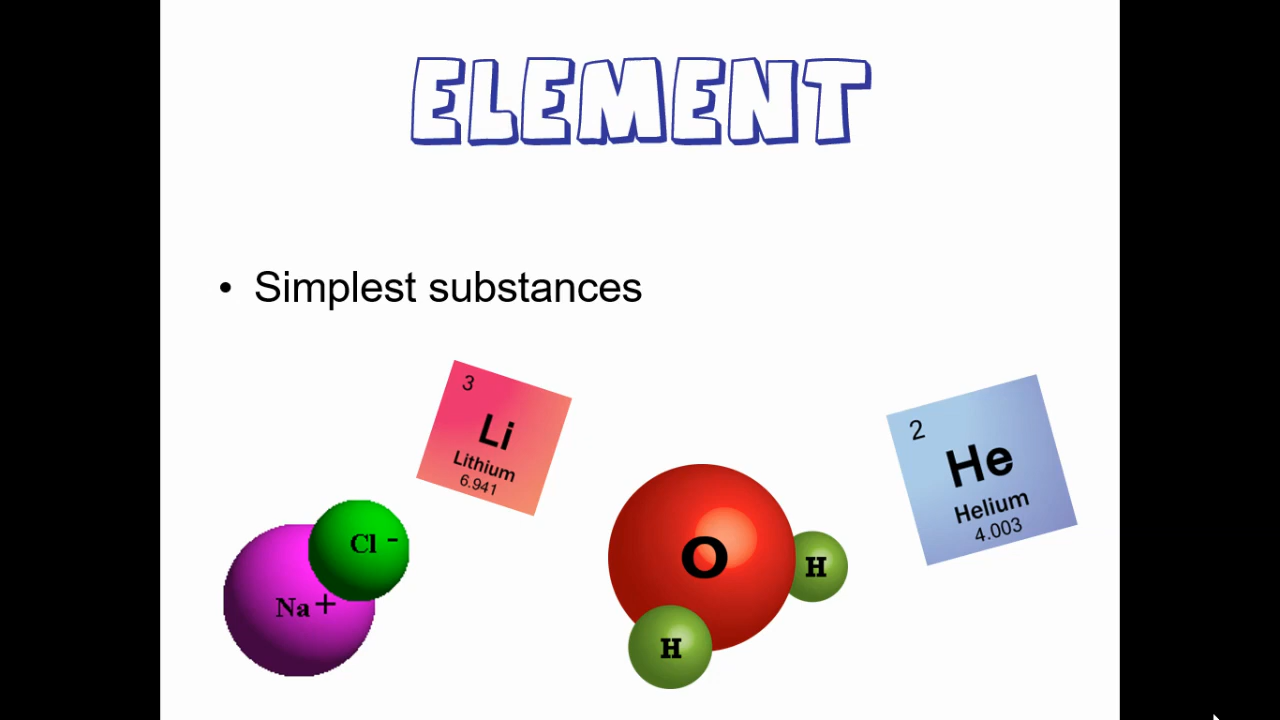 ELEMENT
• Simplest substances
3
Li
Lithium
6.941
2
He
Helium
4.003
Cl -
Na +
O
H
H